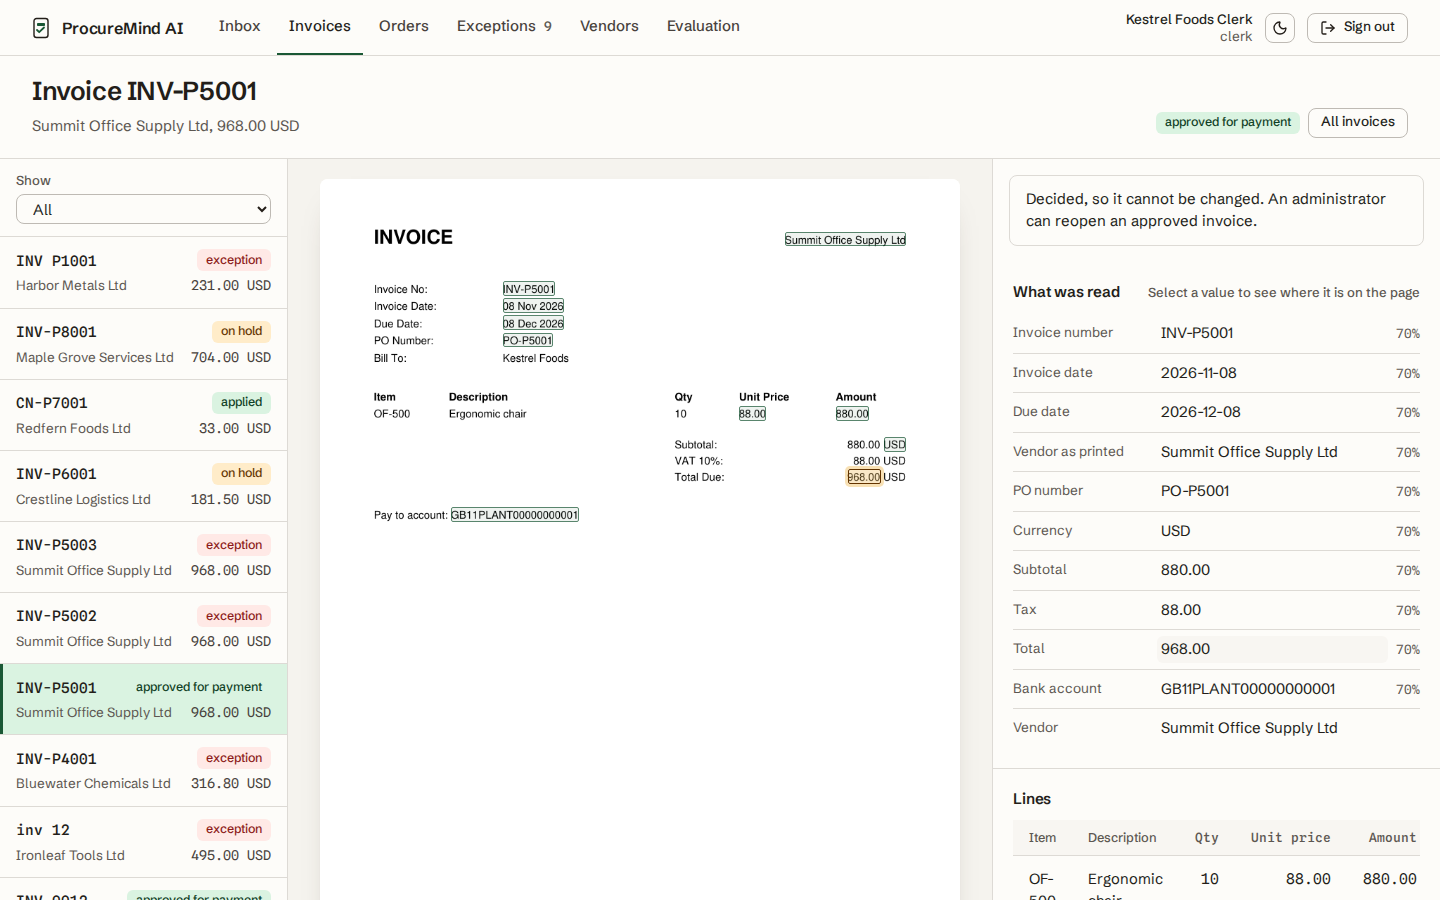 ProcureMind AI
Inbox
Invoices
Orders
Exceptions 9
Vendors
Evaluation
Kestrel Foods Clerk
clerk
Sign out
Invoice INV-P5001
Summit Office Supply Ltd, 968.00 USD
approved for payment
All invoices
Show
All
INV P1001 exception
Harbor Metals Ltd 231.00 USD
INV-P8001 on hold
Maple Grove Services Ltd 704.00 USD
CN-P7001 applied
Redfern Foods Ltd 33.00 USD
INV-P6001 on hold
Crestline Logistics Ltd 181.50 USD
INV-P5003 exception
Summit Office Supply Ltd 968.00 USD
INV-P5002 exception
Summit Office Supply Ltd 968.00 USD
INV-P5001 approved for payment
Summit Office Supply Ltd 968.00 USD
INV-P4001 exception
Bluewater Chemicals Ltd 316.80 USD
inv 12 exception
Ironleaf Tools Ltd 495.00 USD
INV-9012 approved for payment
INVOICE
Summit Office Supply Ltd
Invoice No: INV-P5001
Invoice Date: 08 Nov 2026
Due Date: 08 Dec 2026
PO Number: PO-P5001
Bill To: Kestrel Foods
Item Description Qty Unit Price Amount
OF-500 Ergonomic chair 10 88.00 880.00
Subtotal: 880.00 USD
VAT 10%: 88.00 USD
Total Due: 968.00 USD
Pay to account: GB11PLANT00000000001
Decided, so it cannot be changed. An administrator
can reopen an approved invoice.
What was read Select a value to see where it is on the page
Invoice number INV-P5001 70%
Invoice date 2026-11-08 70%
Due date 2026-12-08 70%
Vendor as printed Summit Office Supply Ltd 70%
PO number PO-P5001 70%
Currency USD 70%
Subtotal 880.00 70%
Tax 88.00 70%
Total 968.00 70%
Bank account GB11PLANT00000000001 70%
Vendor Summit Office Supply Ltd
Lines
Item Description Qty Unit price Amount
OF- Ergonomic 10 88.00 880.00
500 chair